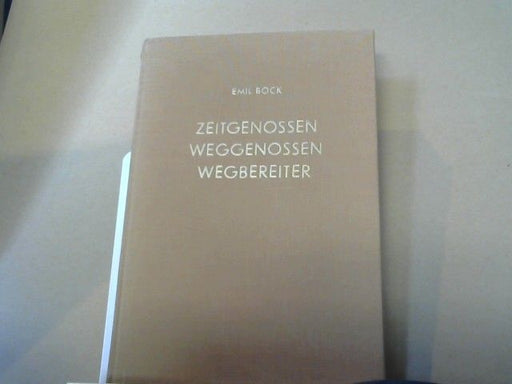 EMIL BOCK
ZEITGENOSSEN
WEGGENOSSEN
WEGBEREITER